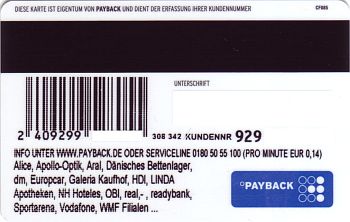 DIESE KARTE IST EIGENTUM VON PAYBACK UND DIENT DER ERFASSUNG IHRER KUNDENNUMMER
CF085
UNTERSCHRIFT
2 409299 308 342 KUNDENNR 929
INFO UNTER WWW.PAYBACK.DE ODER SERVICELINE 0180 50 55 100 (PRO MINUTE EUR 0,14)
Alice, Apollo-Optik, Aral, Dänisches Bettenlager,
dm, Europcar, Galeria Kaufhof, HDI, LINDA
Apotheken, NH Hoteles, OBI, real,- , readybank,
Sportarena, Vodafone, WMF Filialen ...
PAYBACK